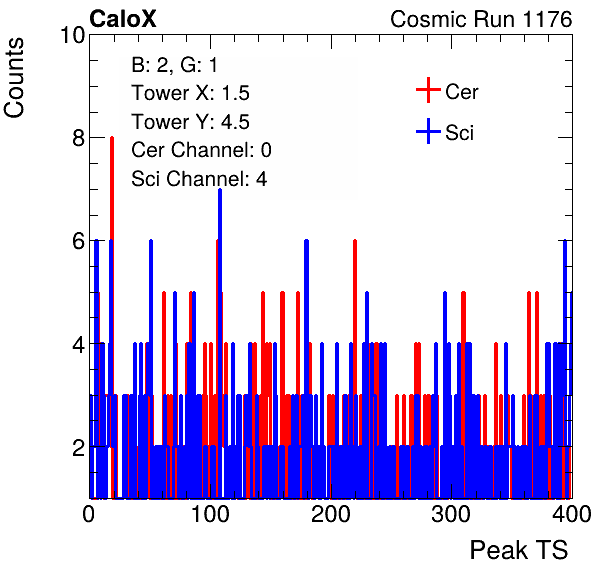 CaloX
Cosmic Run 1176
Counts
10
8
6
4
2
B: 2, G: 1
Tower X: 1.5
Tower Y: 4.5
Cer Channel: 0
Sci Channel: 4
Cer
Sci
0
100
200
300
400
Peak TS